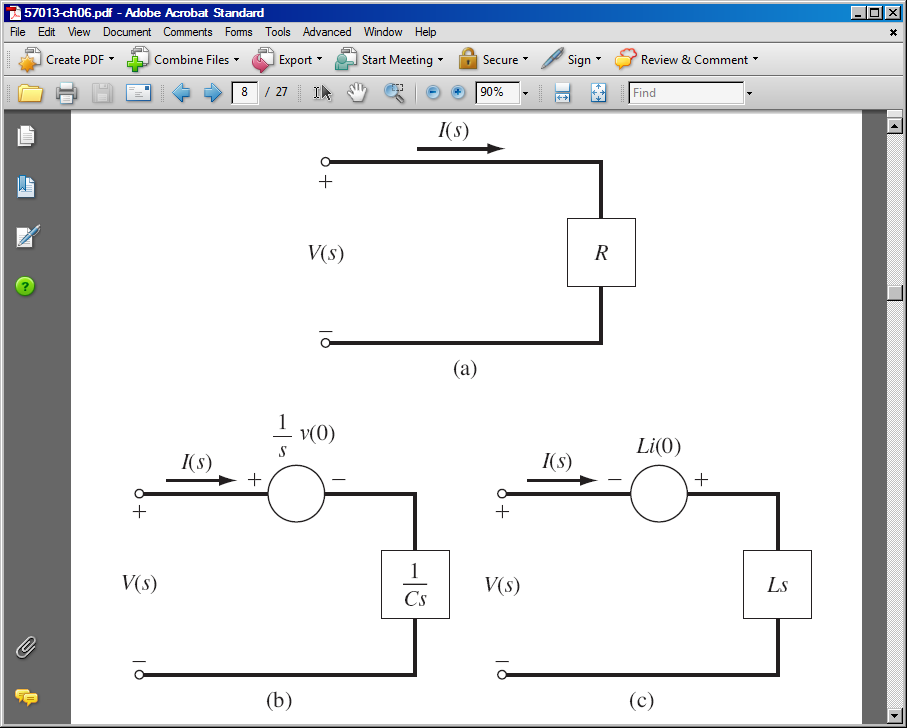 57013-ch06.pdf - Adobe Acrobat Standard
File Edit View Document Comments Forms Tools Advanced Window Help
Create PDF Combine Files Export Start Meeting Secure Sign Review & Comment
8 / 27 90% Find
I(s)
+
V(s)
R
−
(a)
1/s v(0)
I(s) + −
+
V(s)
1/Cs
−
(b)
Li(0)
I(s) − +
+
V(s)
Ls
−
(c)